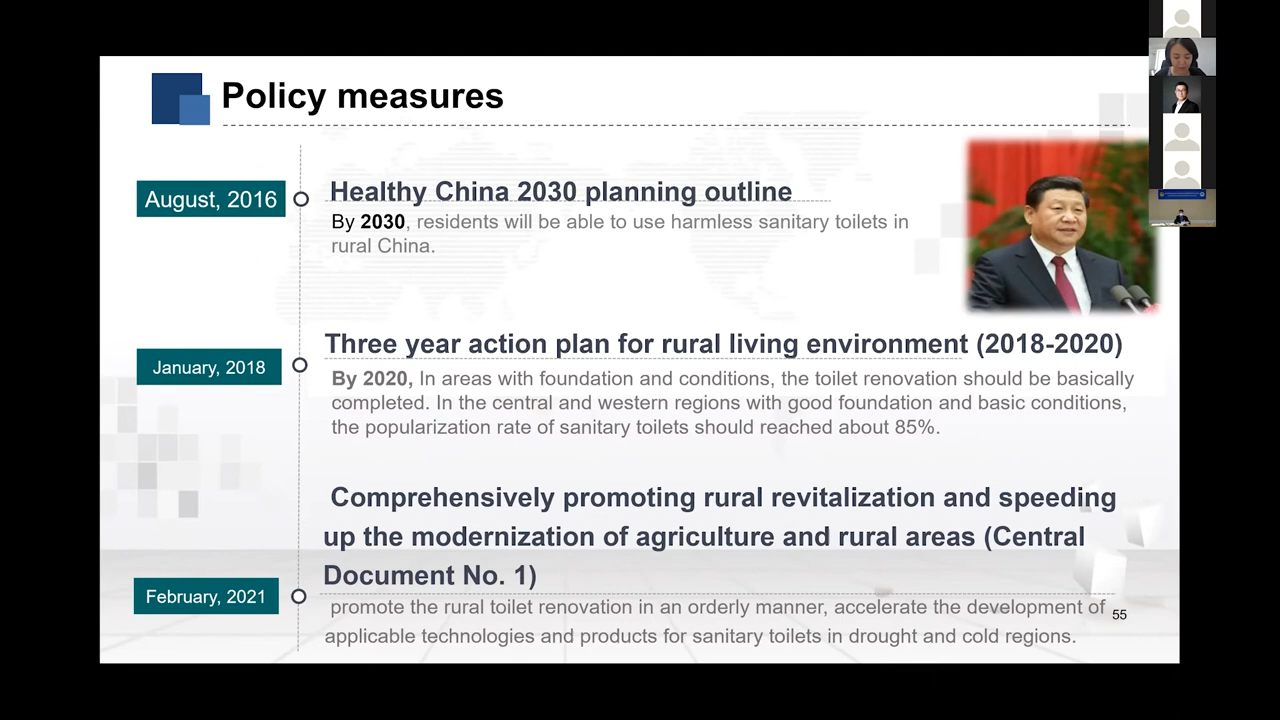 Policy measures
August, 2016
Healthy China 2030 planning outline
By 2030, residents will be able to use harmless sanitary toilets in
rural China.
January, 2018
Three year action plan for rural living environment (2018-2020)
By 2020, In areas with foundation and conditions, the toilet renovation should be basically
completed. In the central and western regions with good foundation and basic conditions,
the popularization rate of sanitary toilets should reached about 85%.
Comprehensively promoting rural revitalization and speeding
up the modernization of agriculture and rural areas (Central
Document No. 1)
February, 2021
promote the rural toilet renovation in an orderly manner, accelerate the development of
applicable technologies and products for sanitary toilets in drought and cold regions.
55